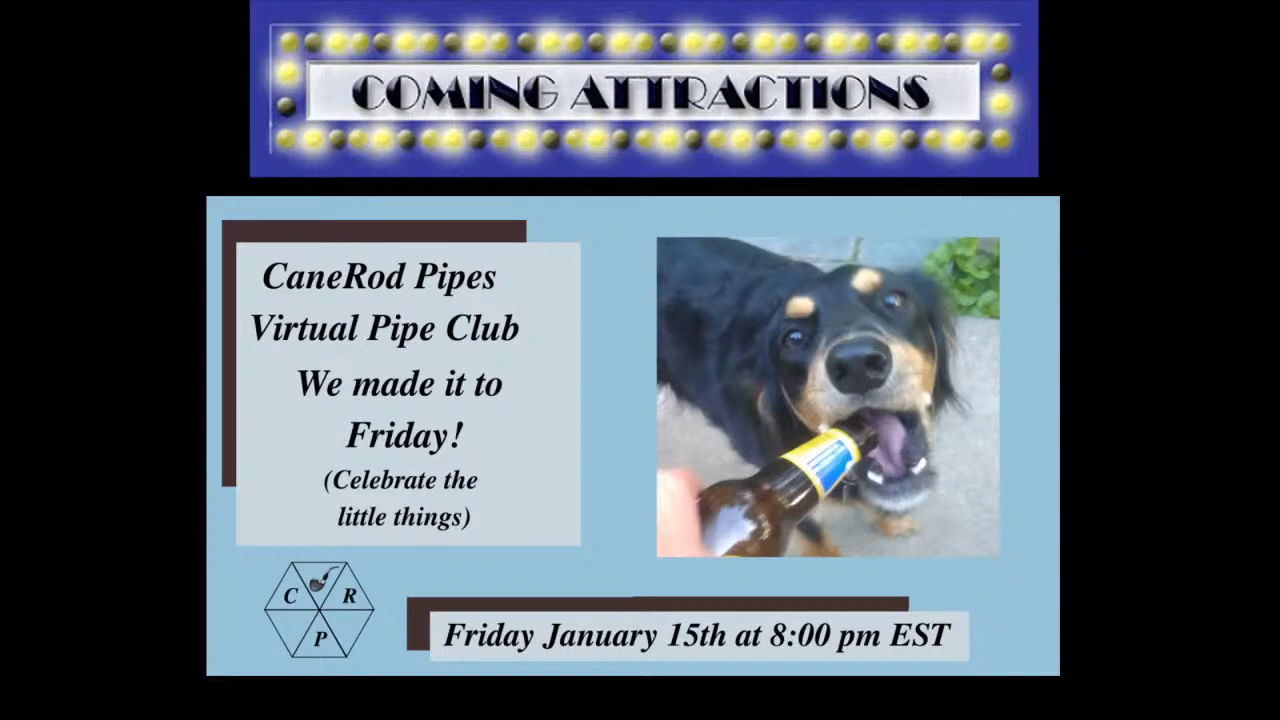 COMING ATTRACTIONS
CaneRod Pipes
Virtual Pipe Club
We made it to
Friday!
(Celebrate the
little things)
C R
P
Friday January 15th at 8:00 pm EST